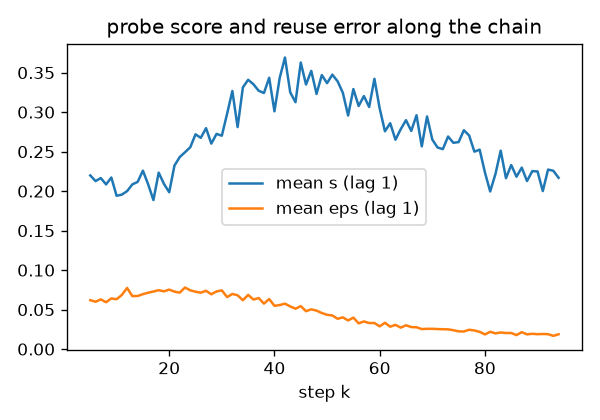 probe score and reuse error along the chain
0.35
0.30
0.25
0.20
0.15
0.10
0.05
0.00
mean s (lag 1)
mean eps (lag 1)
20 40 60 80
step k